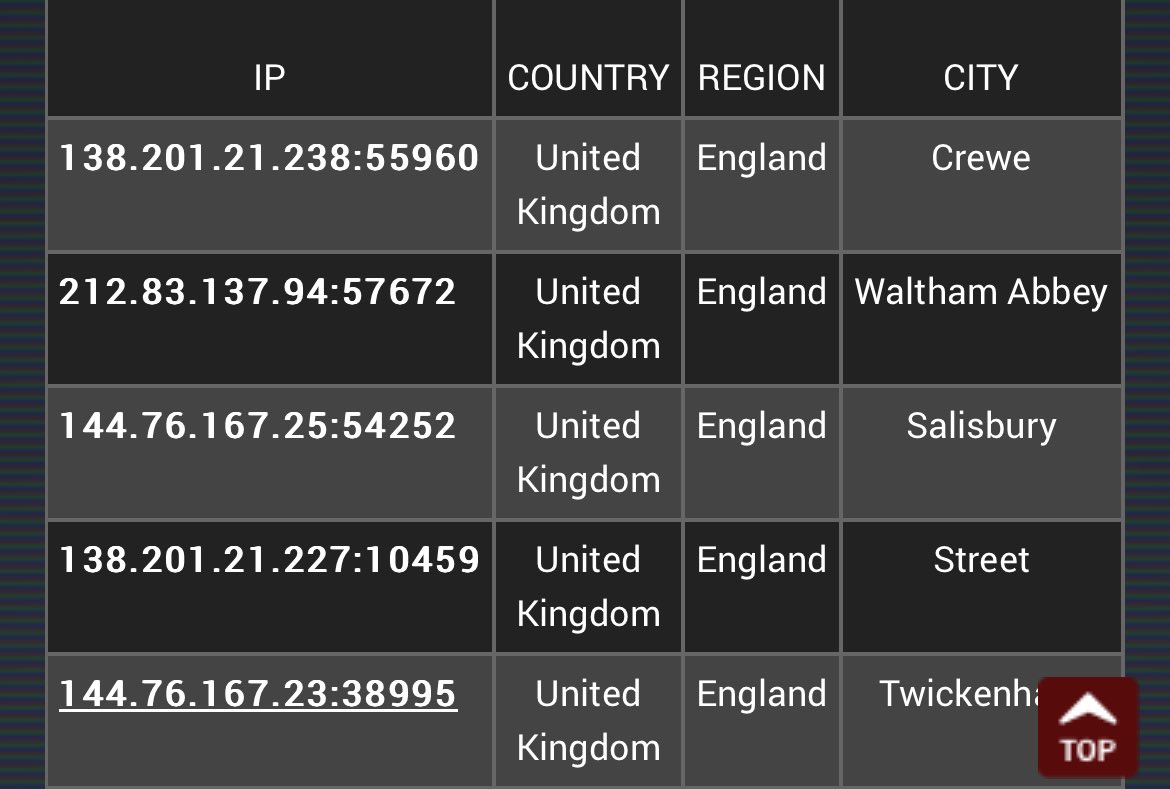 IP COUNTRY REGION CITY
138.201.21.238:55960 United England Crewe
Kingdom
212.83.137.94:57672 United England Waltham Abbey
Kingdom
144.76.167.25:54252 United England Salisbury
Kingdom
138.201.21.227:10459 United England Street
Kingdom
144.76.167.23:38995 United England Twickenha
Kingdom
TOP